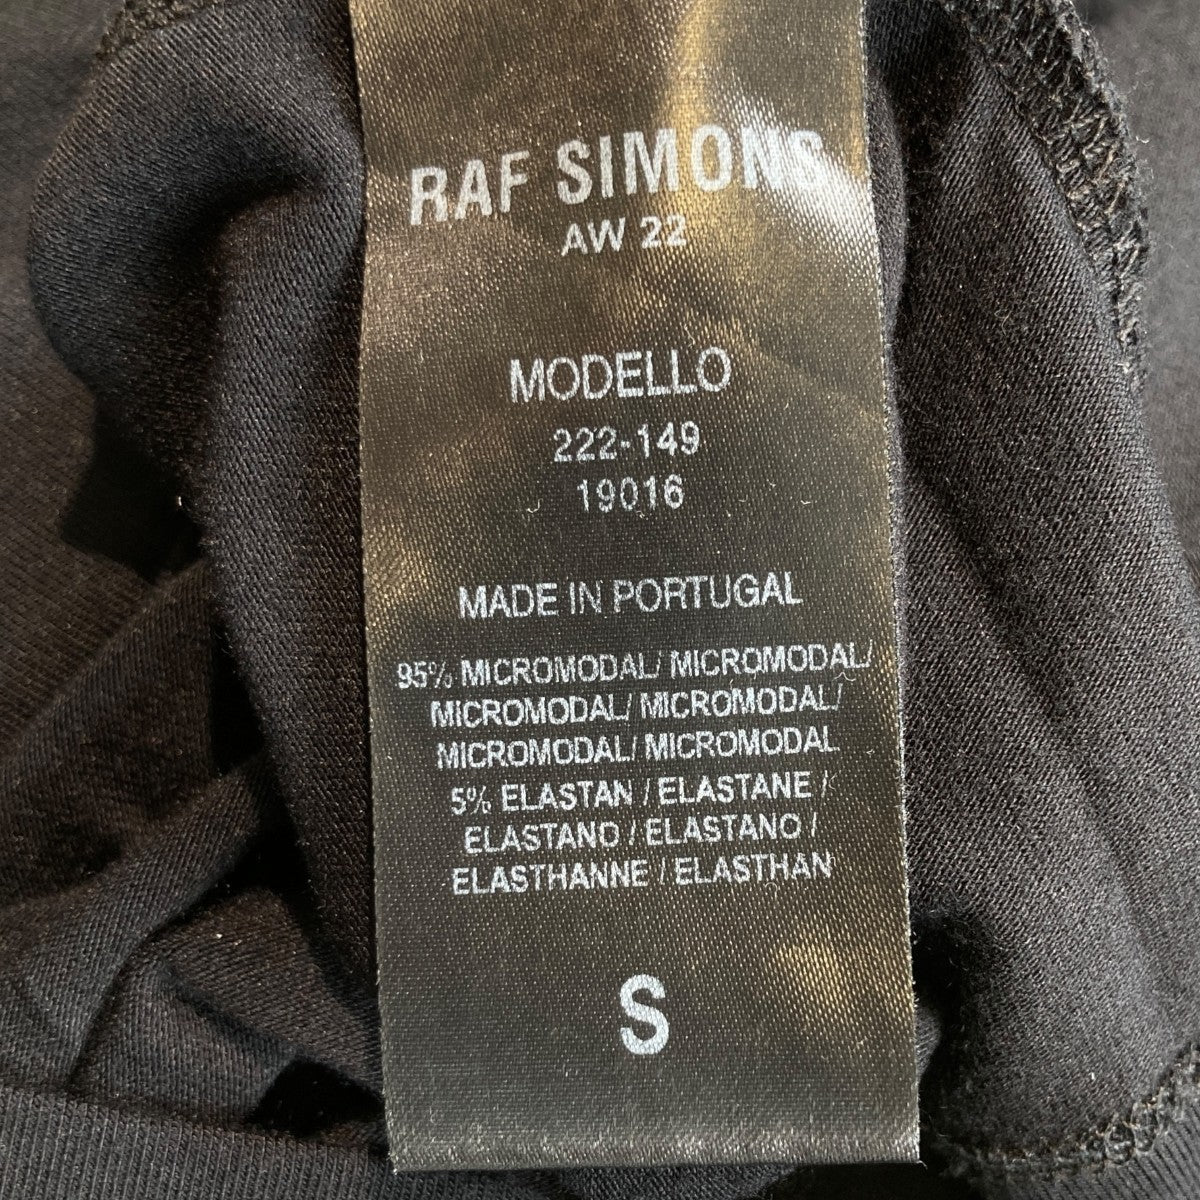 RAF SIMONS
AW 22
MODELLO
222-149
19016
MADE IN PORTUGAL
95% MICROMODAL/ MICROMODAL/
MICROMODAL/ MICROMODAL/
MICROMODAL/ MICROMODAL
5% ELASTAN / ELASTANE /
ELASTANO / ELASTANO /
ELASTHANNE / ELASTHAN
S